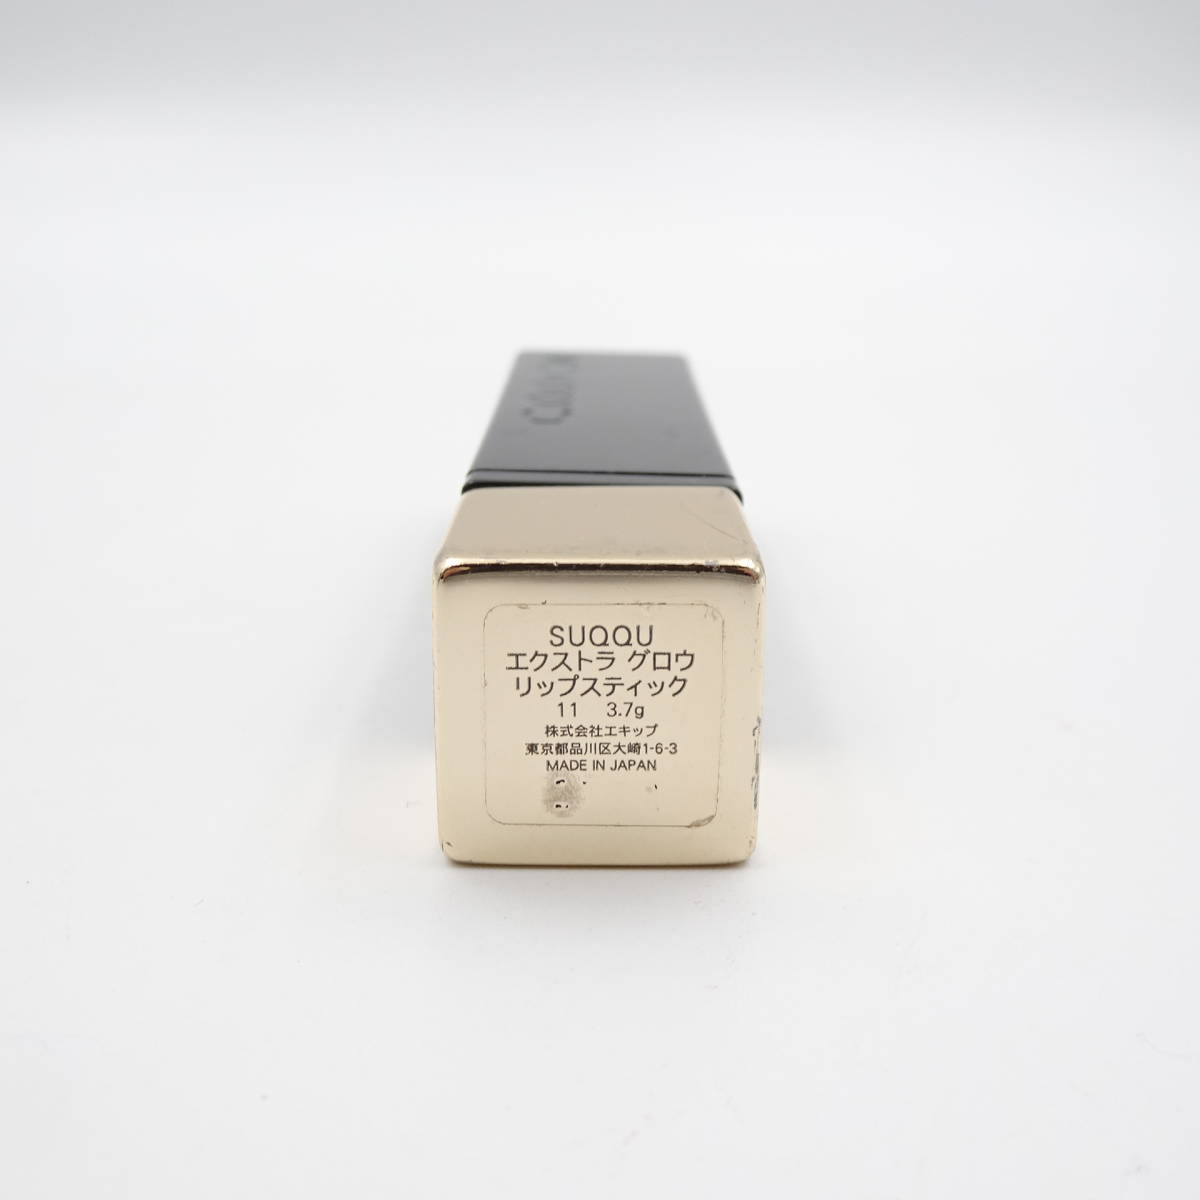 SUQQU
エクストラ グロウ
リップスティック
11 3.7g
株式会社エキップ
東京都品川区大崎1-6-3
MADE IN JAPAN